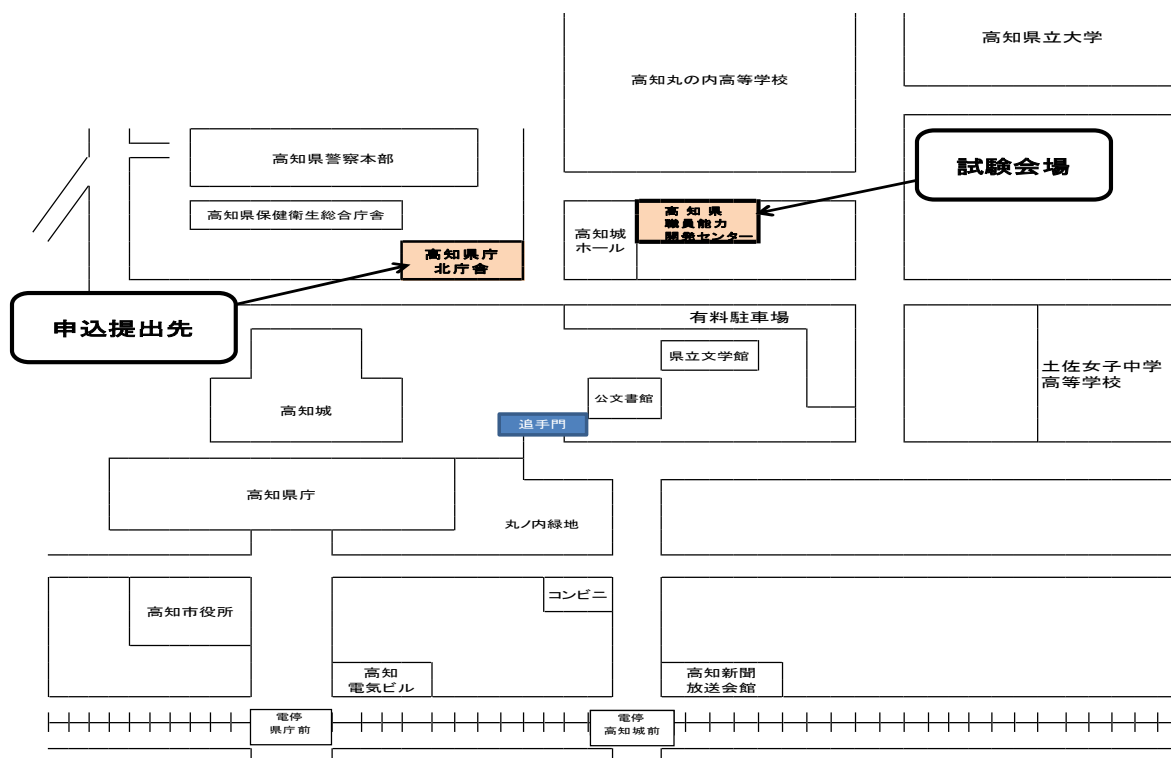 高知県立大学
高知丸の内高等学校
高知県警察本部
試験会場
高知県保健衛生総合庁舎
高知城
ホール
高 知 県
職員能力
開発センター
高知県庁
北庁舎
申込提出先
有料駐車場
県立文学館
土佐女子中学
高等学校
公文書館
高知城
追手門
高知県庁
丸ノ内緑地
コンビニ
高知市役所
高知
電気ビル
高知新聞
放送会館
電停
県庁前
電停
高知城前